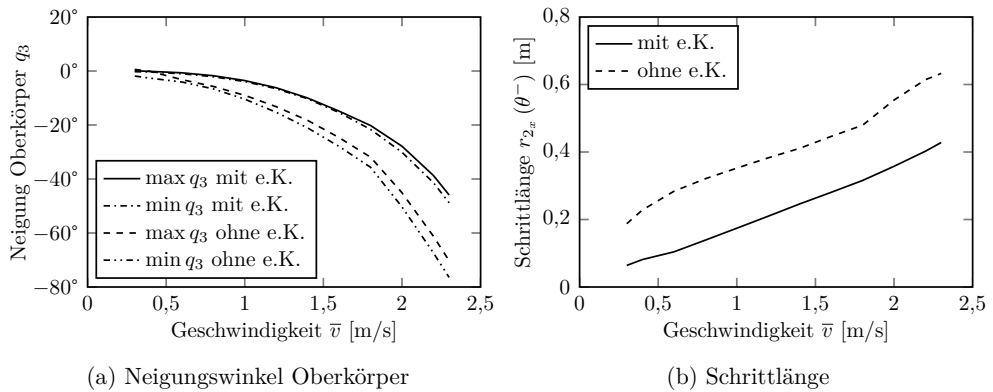 20°
0°
−20°
−40°
−60°
−80°
Neigung Oberkörper q₃
max q₃ mit e.K.
min q₃ mit e.K.
max q₃ ohne e.K.
min q₃ ohne e.K.
0 0,5 1 1,5 2 2,5
Geschwindigkeit v̅ [m/s]
(a) Neigungswinkel Oberkörper
0,8
0,6
0,4
0,2
0
Schrittlänge r₂ₓ (θ⁻) [m]
mit e.K.
ohne e.K.
0 0,5 1 1,5 2 2,5
Geschwindigkeit v̅ [m/s]
(b) Schrittlänge